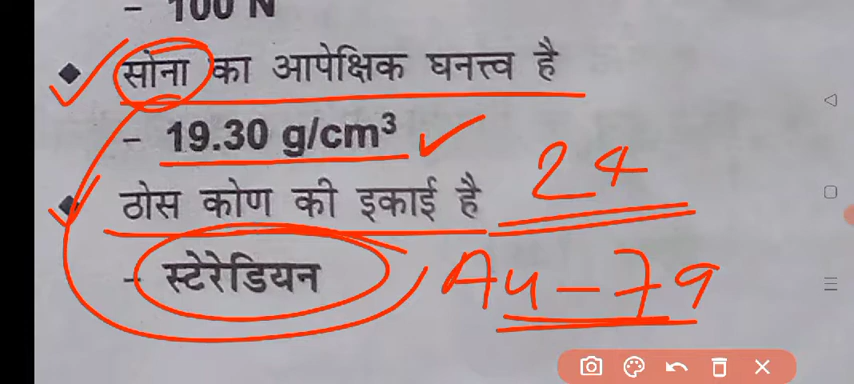 - 100 N
◆ सोना का आपेक्षिक घनत्त्व है
- 19.30 g/cm³
24
◆ ठोस कोण की इकाई है
- स्टेरेडियन
Au - 79